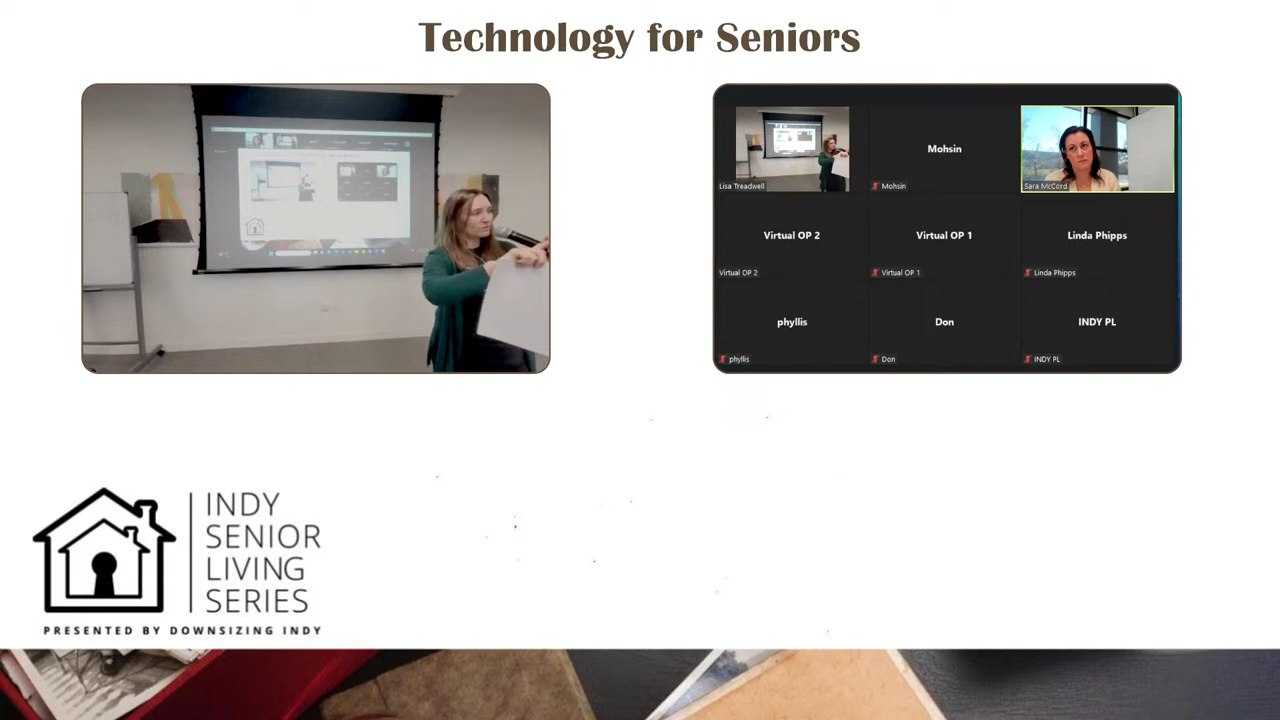 Technology for Seniors
Lisa Treadwell
Mohsin
Mohsin
Sara McCord
Virtual OP 2
Virtual OP 2
Virtual OP 1
Virtual OP 1
Linda Phipps
Linda Phipps
phyllis
phyllis
Don
Don
INDY PL
INDY PL
INDY
SENIOR
LIVING
SERIES
PRESENTED BY DOWNSIZING INDY